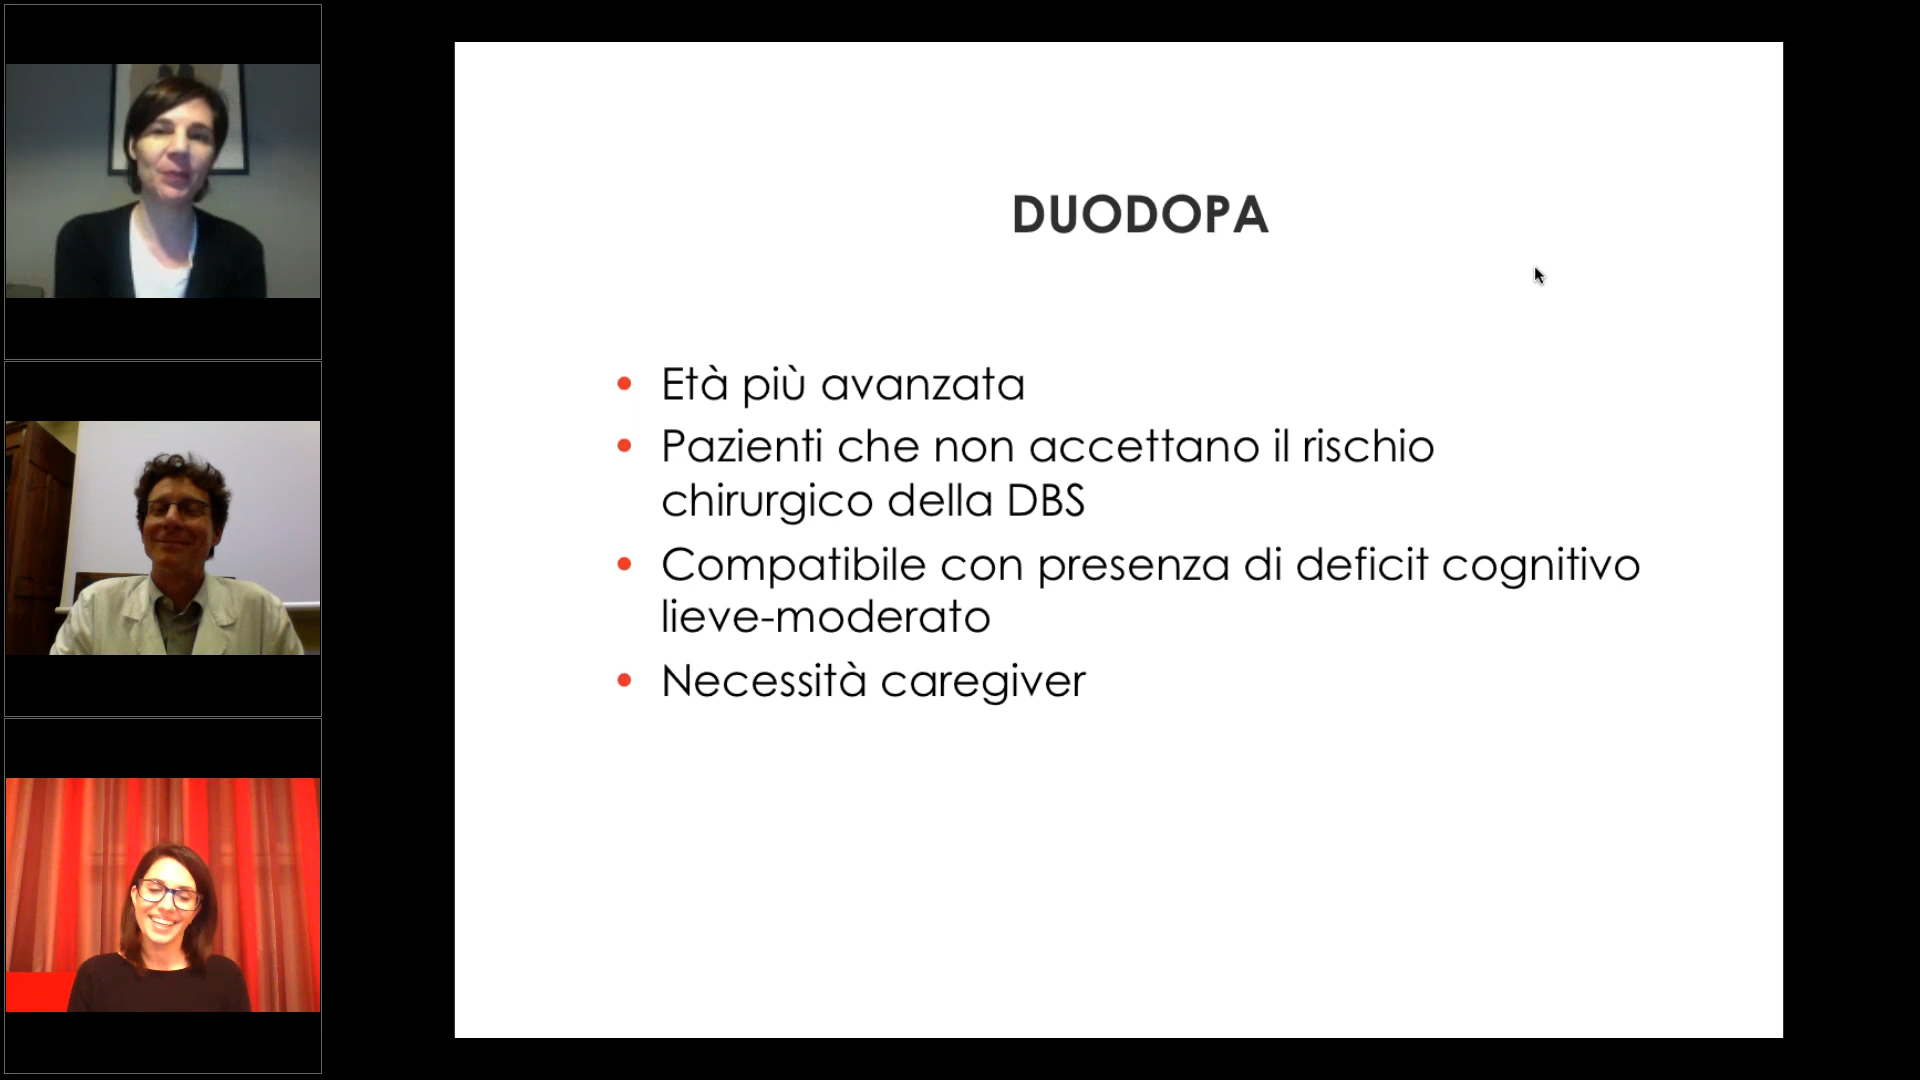 DUODOPA
• Età più avanzata
• Pazienti che non accettano il rischio
chirurgico della DBS
• Compatibile con presenza di deficit cognitivo
lieve-moderato
• Necessità caregiver